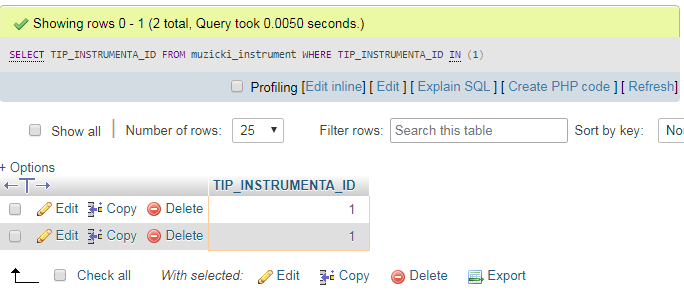 Showing rows 0 - 1 (2 total, Query took 0.0050 seconds.)
SELECT TIP_INSTRUMENTA_ID FROM muzicki_instrument WHERE TIP_INSTRUMENTA_ID IN (1)
Profiling [Edit inline] [ Edit ] [ Explain SQL ] [ Create PHP code ] [ Refresh]
Show all | Number of rows: 25 Filter rows: Search this table Sort by key: Non
+ Options
←T→ TIP_INSTRUMENTA_ID
Edit Copy Delete 1
Edit Copy Delete 1
Check all With selected: Edit Copy Delete Export